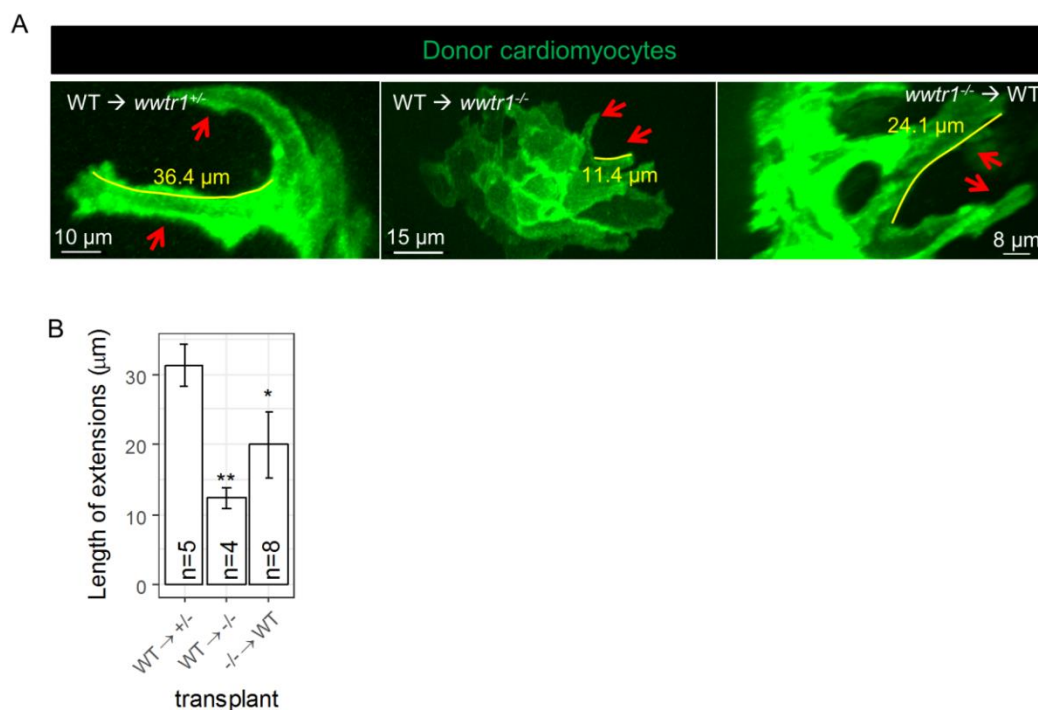 A
Donor cardiomyocytes
WT → wwtr1+/-
36.4 µm
10 µm
WT → wwtr1-/-
11.4 µm
15 µm
wwtr1-/- → WT
24.1 µm
8 µm
B
Length of extensions (µm)
30
20
10
0
**
*
n=5
n=4
n=8
WT → +/-
WT → -/-
-/- → WT
transplant